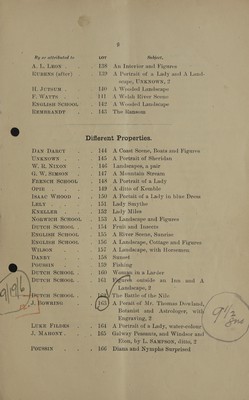 8
By or attributed to LOT Subject.
A. L. LEGY 138 An Interior and Figures
RUBENS (after) 139 A Portrait of a Lady and A Land-
scape, UNKNOWN, 2
H. JUTSUM 140 A Wooded Landscape
F. WATTS 141 A Welsh River Scene
ENGLISH SCHOOL 142 A Wooded Landscape
REMBRANDT 143 The Ransom
Different Properties.
DAN DARCY 144 A Coast Scene, Boats and Figures
UNKNOWN 145 A Portrait of Sheridan
W. R. NIXON 146 Landscapes, a pair
G. W. SIMSON 147 A Mountain Stream
FRENCH SCHOOL 148 A Portrait of a Lady
OPIE 149 A ditto of Kemble
ISAAC WHOOD 150 A Portait of A Lady in blue Dress
LELY 151 Lady Smythe
KNELLER 152 Lady Miles
NORWICH SCHOOL 153 A Landscape and Figures
DUTCH SCHOOL 154 Fruit and Insects
ENGLISH SCHOOL 155 A River Scene, Sunrise
ENGLISH SCHOOL 156 A Landscape, Cottage and Figures
WILSON 157 A Landscape, with Horseman
DANBY 158 Sunset
POUSSIN 159 Fishing
DUTCH SCHOOL 160 Woman in a Larder
DUTCH SCHOOL 161 Figures outside an Inn and A
Landscape, 2
DUTCH SCHOOL 162 The Battle of the Nile
J. BOWRING 163 A Pencil of Mr. Thomas Dowland,
Botanist and Astrologer, with
Engraving, 2
LUKE FILDES 164 A Portrait of a Lady, water-colour
J. MAHONY 165 Galway Peasants, and Windsor and
Eton, by L. SAMPSON, ditto, 2
POUSSIN 166 Diana and Nymphs Surprised